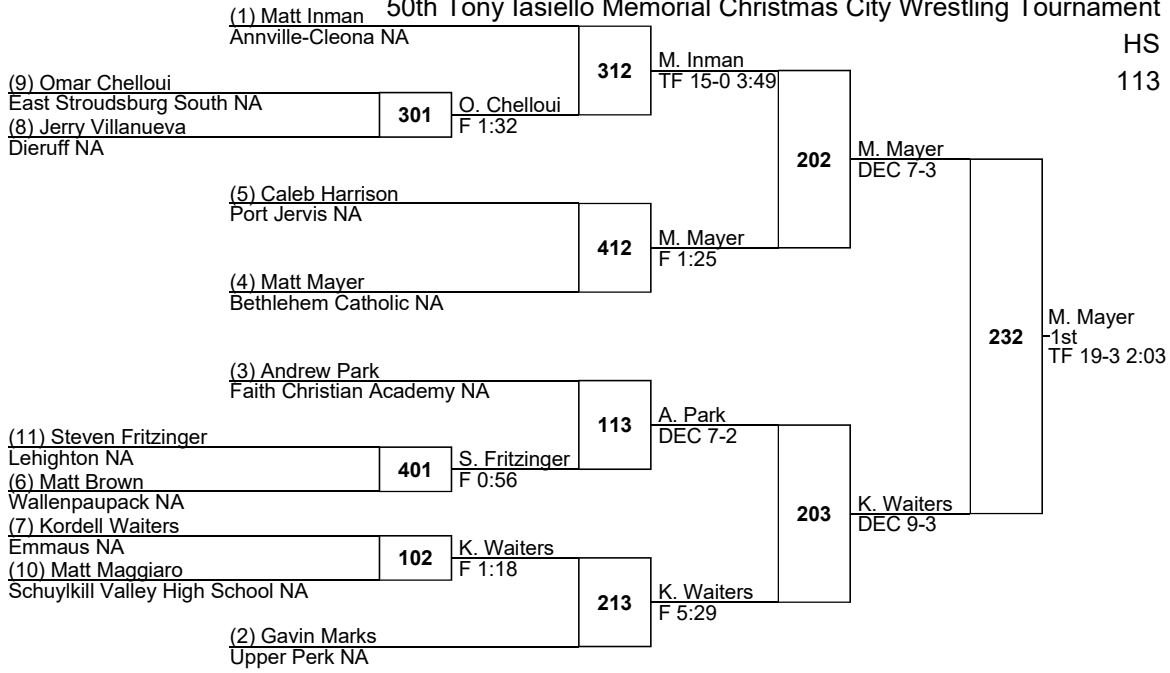 50th Tony Iasiello Memorial Christmas City Wrestling Tournament
HS
113
(1) Matt Inman
Annville-Cleona NA
312
M. Inman
TF 15-0 3:49
(9) Omar Chelloui
East Stroudsburg South NA
301
O. Chelloui
F 1:32
(8) Jerry Villanueva
Dieruff NA
202
M. Mayer
DEC 7-3
(5) Caleb Harrison
Port Jervis NA
412
M. Mayer
F 1:25
(4) Matt Mayer
Bethlehem Catholic NA
232
M. Mayer
1st
TF 19-3 2:03
(3) Andrew Park
Faith Christian Academy NA
113
A. Park
DEC 7-2
(11) Steven Fritzinger
Lehighton NA
401
S. Fritzinger
F 0:56
(6) Matt Brown
Wallenpaupack NA
203
K. Waiters
DEC 9-3
(7) Kordell Waiters
Emmaus NA
102
K. Waiters
F 1:18
(10) Matt Maggiaro
Schuylkill Valley High School NA
213
K. Waiters
F 5:29
(2) Gavin Marks
Upper Perk NA